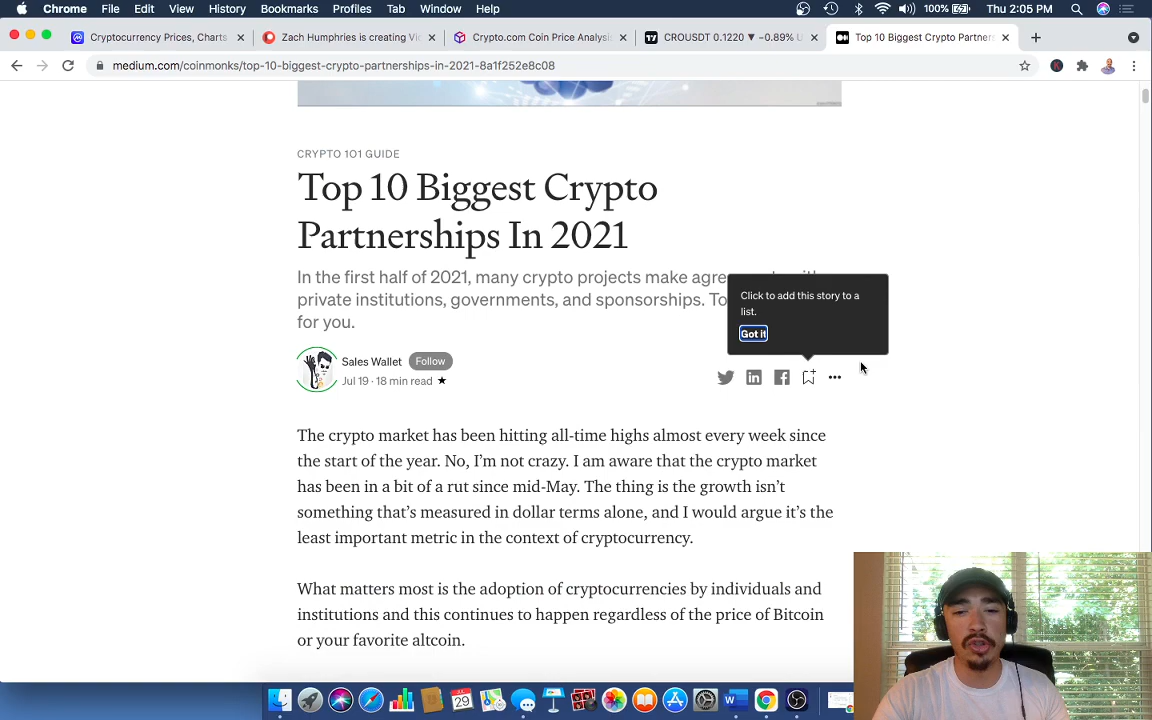 Chrome File Edit View History Bookmarks Profiles Tab Window Help 100% Thu 2:05 PM
Cryptocurrency Prices, Charts
Zach Humphries is creating Vi
Crypto.com Coin Price Analysi
CROUSDT 0.1220 ▼ −0.89% U
Top 10 Biggest Crypto Partner
medium.com/coinmonks/top-10-biggest-crypto-partnerships-in-2021-8a1f252e8c08
CRYPTO 101 GUIDE
Top 10 Biggest Crypto
Partnerships In 2021
In the first half of 2021, many crypto projects make
private institutions, governments, and sponsorships.
for you.
Click to add this story to a
list.
Got it
Sales Wallet Follow
Jul 19 · 18 min read ★
The crypto market has been hitting all-time highs almost every week since
the start of the year. No, I'm not crazy. I am aware that the crypto market
has been in a bit of a rut since mid-May. The thing is the growth isn't
something that's measured in dollar terms alone, and I would argue it's the
least important metric in the context of cryptocurrency.
What matters most is the adoption of cryptocurrencies by individuals and
institutions and this continues to happen regardless of the price of Bitcoin
or your favorite altcoin.
29